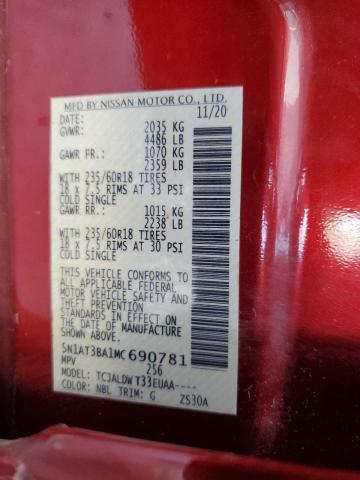 MFD BY NISSAN MOTOR CO., LTD.
DATE: 11/20
GVWR: 2035 KG
4486 LB
GAWR FR.: 1070 KG
2359 LB
WITH 235/60R18 TIRES
18 x 7.5 RIMS AT 33 PSI
COLD SINGLE
GAWR RR.: 1015 KG
2238 LB
WITH 235/60R18 TIRES
18 x 7.5 RIMS AT 30 PSI
COLD SINGLE
THIS VEHICLE CONFORMS TO
ALL APPLICABLE FEDERAL
MOTOR VEHICLE SAFETY AND
THEFT PREVENTION
STANDARDS IN EFFECT ON
THE DATE OF MANUFACTURE
SHOWN ABOVE.
5N1AT3BA1MC690781
MPV 256
MODEL: TCJALDWT33EUAA----
COLOR: NBL TRIM: G ZS30A